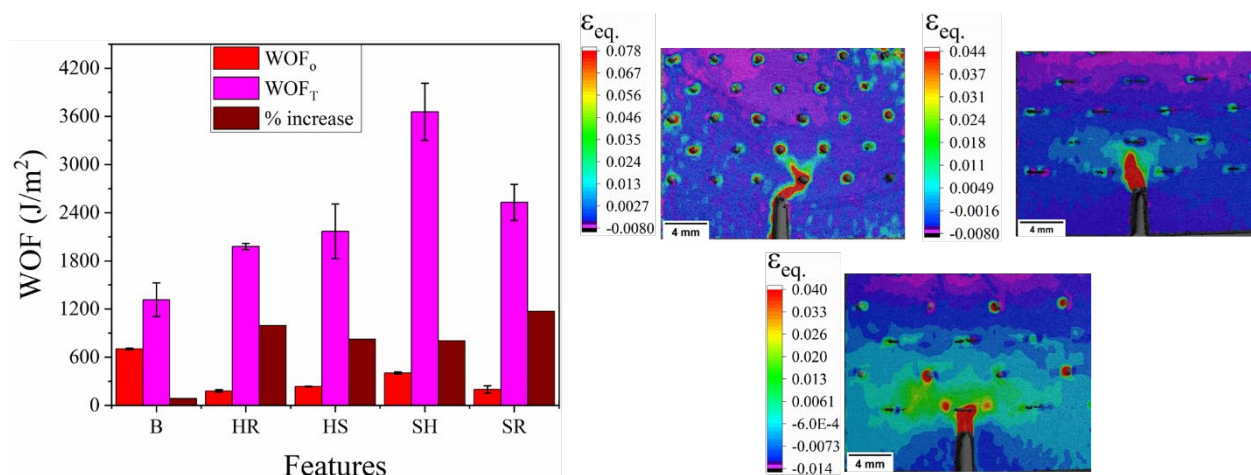 WOF (J/m²)
4200
3600
3000
2400
1800
1200
600
0
WOFₒ
WOF_T
% increase
B HR HS SH SR
Features
εeq.
0.078
0.067
0.057
0.046
0.035
0.024
0.013
0.0027
-0.0080
4 mm
εeq.
0.044
0.037
0.031
0.024
0.018
0.011
0.0049
-0.0016
-0.0080
4 mm
εeq.
0.040
0.033
0.026
0.020
0.013
0.0061
-6.0E-4
-0.0073
-0.014
4 mm